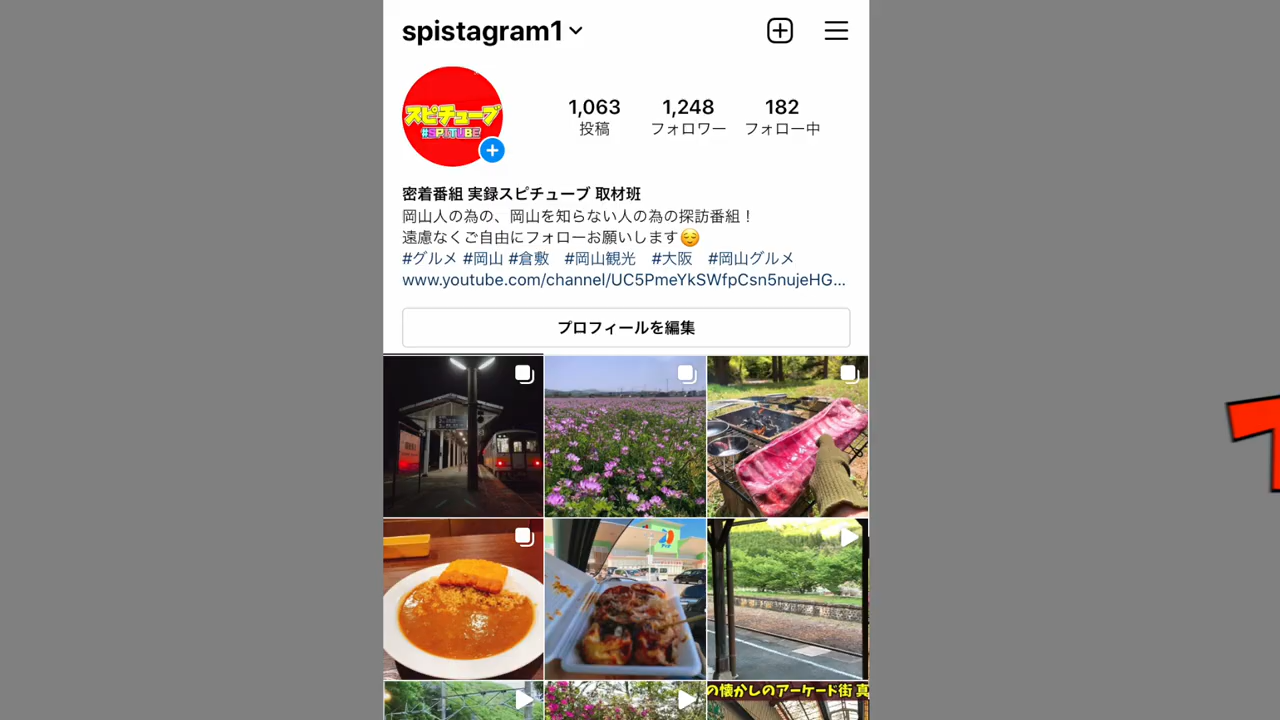 spistagram1
スピチューブ
#SPITUBE
1,063
1,248
182
投稿
フォロワー
フォロー中
密着番組 実録スピチューブ 取材班
岡山人の為の、岡山を知らない人の為の探訪番組！
遠慮なくご自由にフォローお願いします😌
#グルメ #岡山 #倉敷　#岡山観光　#大阪　#岡山グルメ
www.youtube.com/channel/UC5PmeYkSWfpCsn5nujeHG...
プロフィールを編集
の懐かしのアーケード街 真